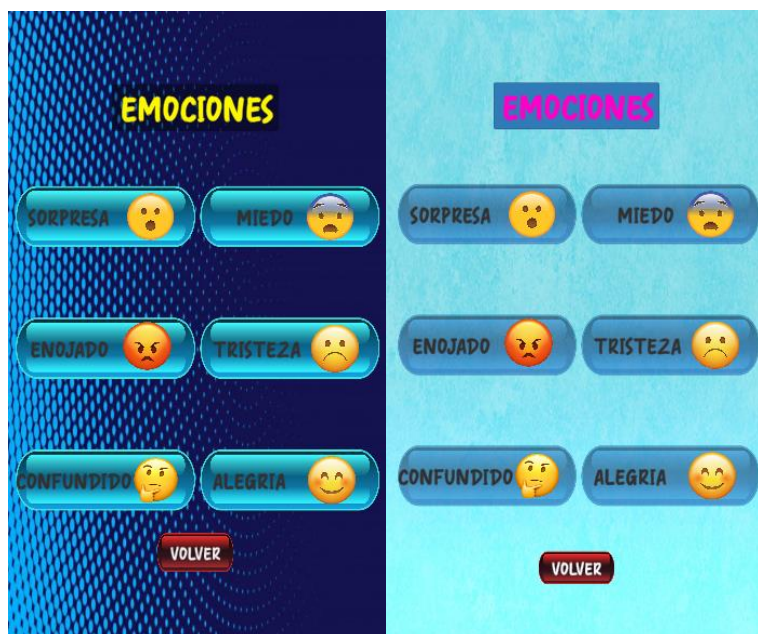 EMOCIONES
SORPRESA MIEDO
ENOJADO TRISTEZA
CONFUNDIDO ALEGRIA
VOLVER
EMOCIONES
SORPRESA MIEDO
ENOJADO TRISTEZA
CONFUNDIDO ALEGRIA
VOLVER